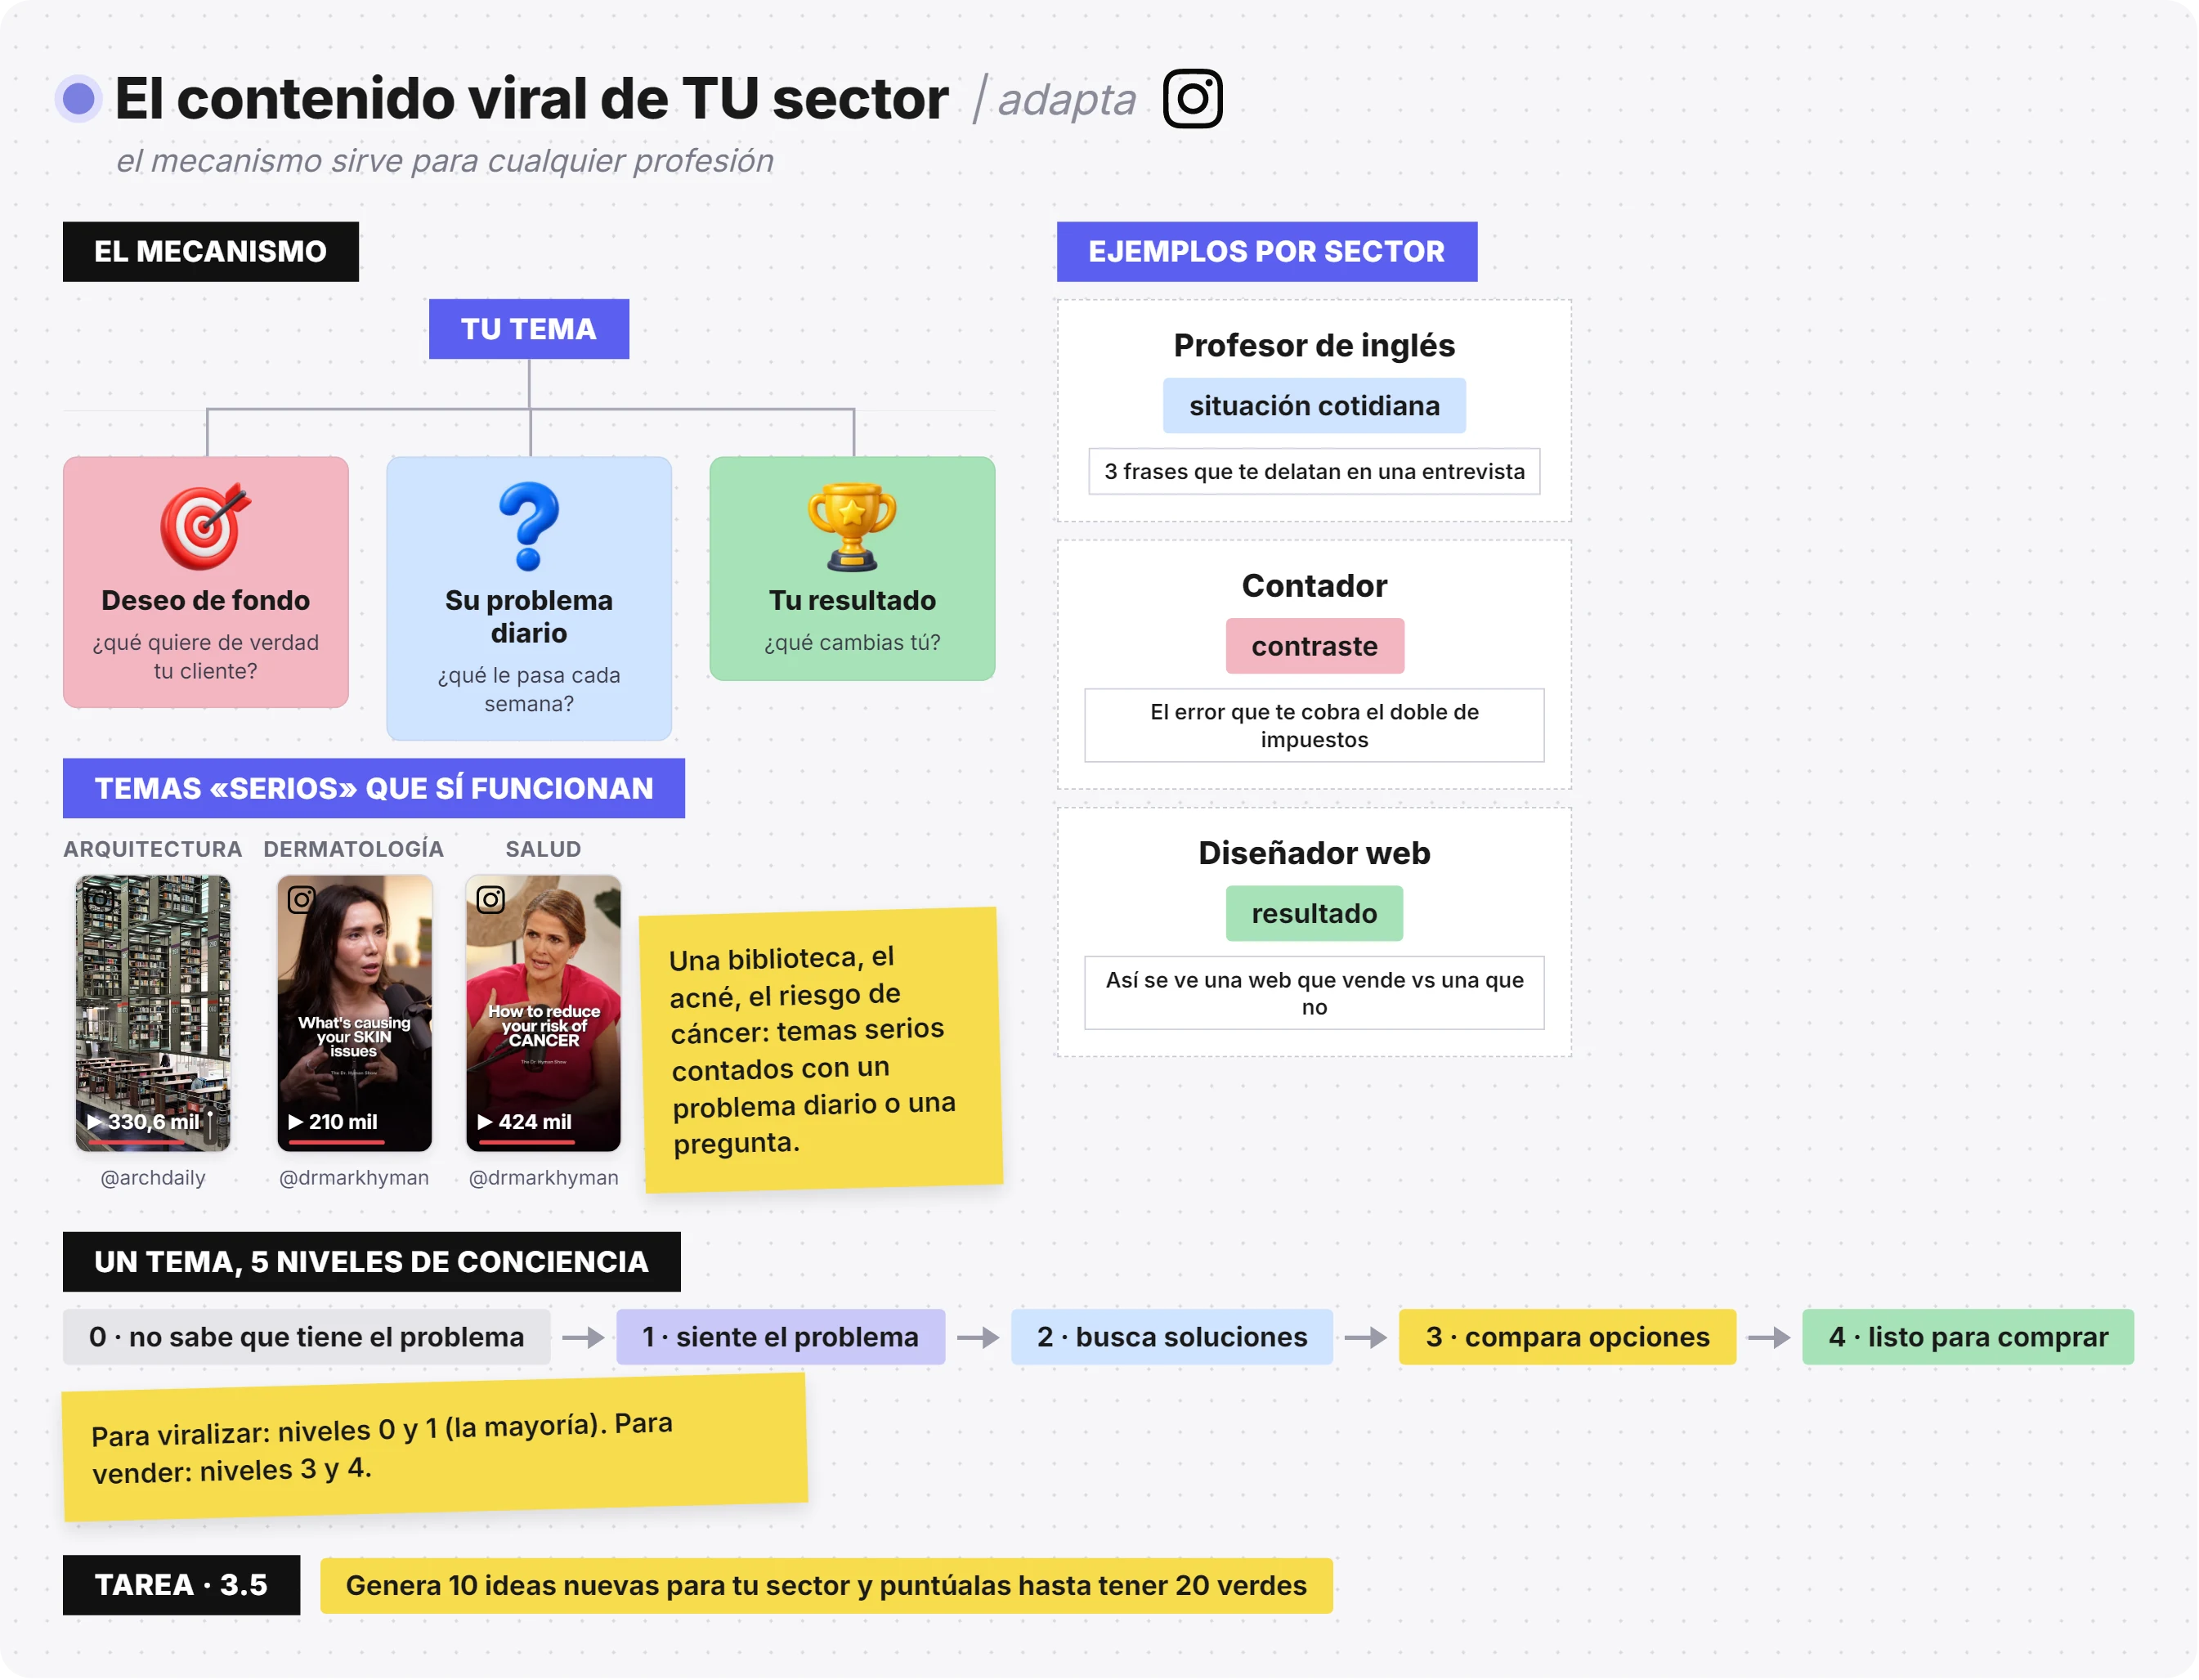 El contenido viral de TU sector / adapta
el mecanismo sirve para cualquier profesión
EL MECANISMO
TU TEMA
Deseo de fondo
¿qué quiere de verdad
tu cliente?
Su problema
diario
¿qué le pasa cada
semana?
Tu resultado
¿qué cambias tú?
TEMAS «SERIOS» QUE SÍ FUNCIONAN
ARQUITECTURA
330,6 mil
@archdaily
DERMATOLOGÍA
What's causing
your SKIN
issues
The Dr. Hyman Show
210 mil
@drmarkhyman
SALUD
How to reduce
your risk of
CANCER
The Dr. Hyman Show
424 mil
@drmarkhyman
Una biblioteca, el
acné, el riesgo de
cáncer: temas serios
contados con un
problema diario o una
pregunta.
EJEMPLOS POR SECTOR
Profesor de inglés
situación cotidiana
3 frases que te delatan en una entrevista
Contador
contraste
El error que te cobra el doble de
impuestos
Diseñador web
resultado
Así se ve una web que vende vs una que
no
UN TEMA, 5 NIVELES DE CONCIENCIA
0 · no sabe que tiene el problema
1 · siente el problema
2 · busca soluciones
3 · compara opciones
4 · listo para comprar
Para viralizar: niveles 0 y 1 (la mayoría). Para
vender: niveles 3 y 4.
TAREA · 3.5
Genera 10 ideas nuevas para tu sector y puntúalas hasta tener 20 verdes